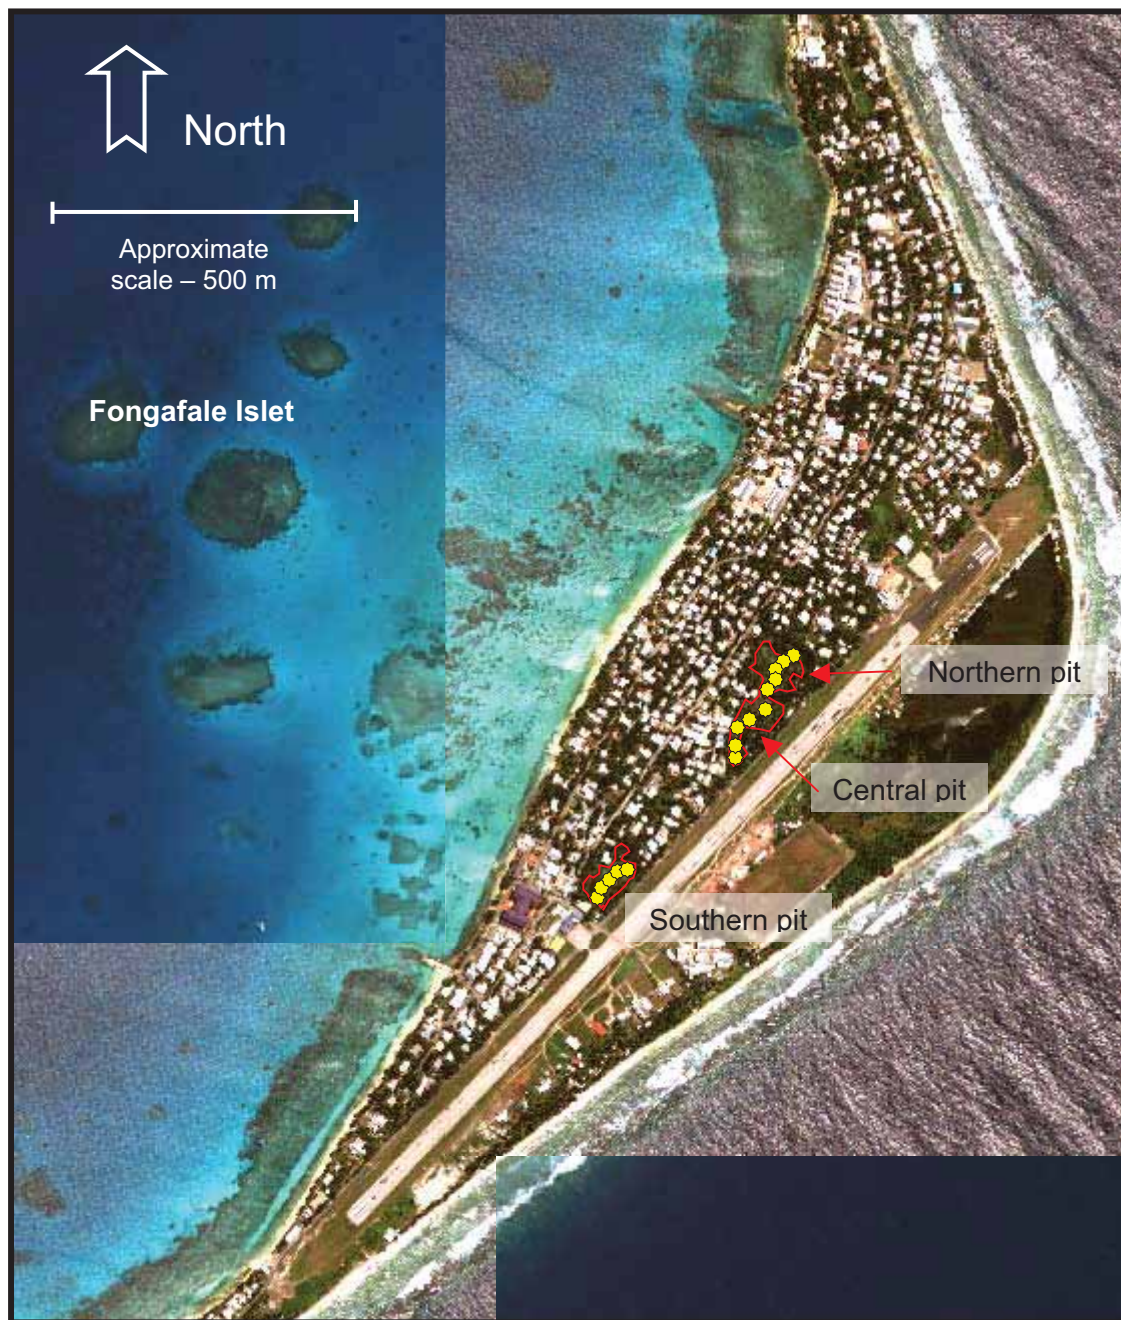 North
Approximate
scale – 500 m
Fongafale Islet
Northern pit
Central pit
Southern pit